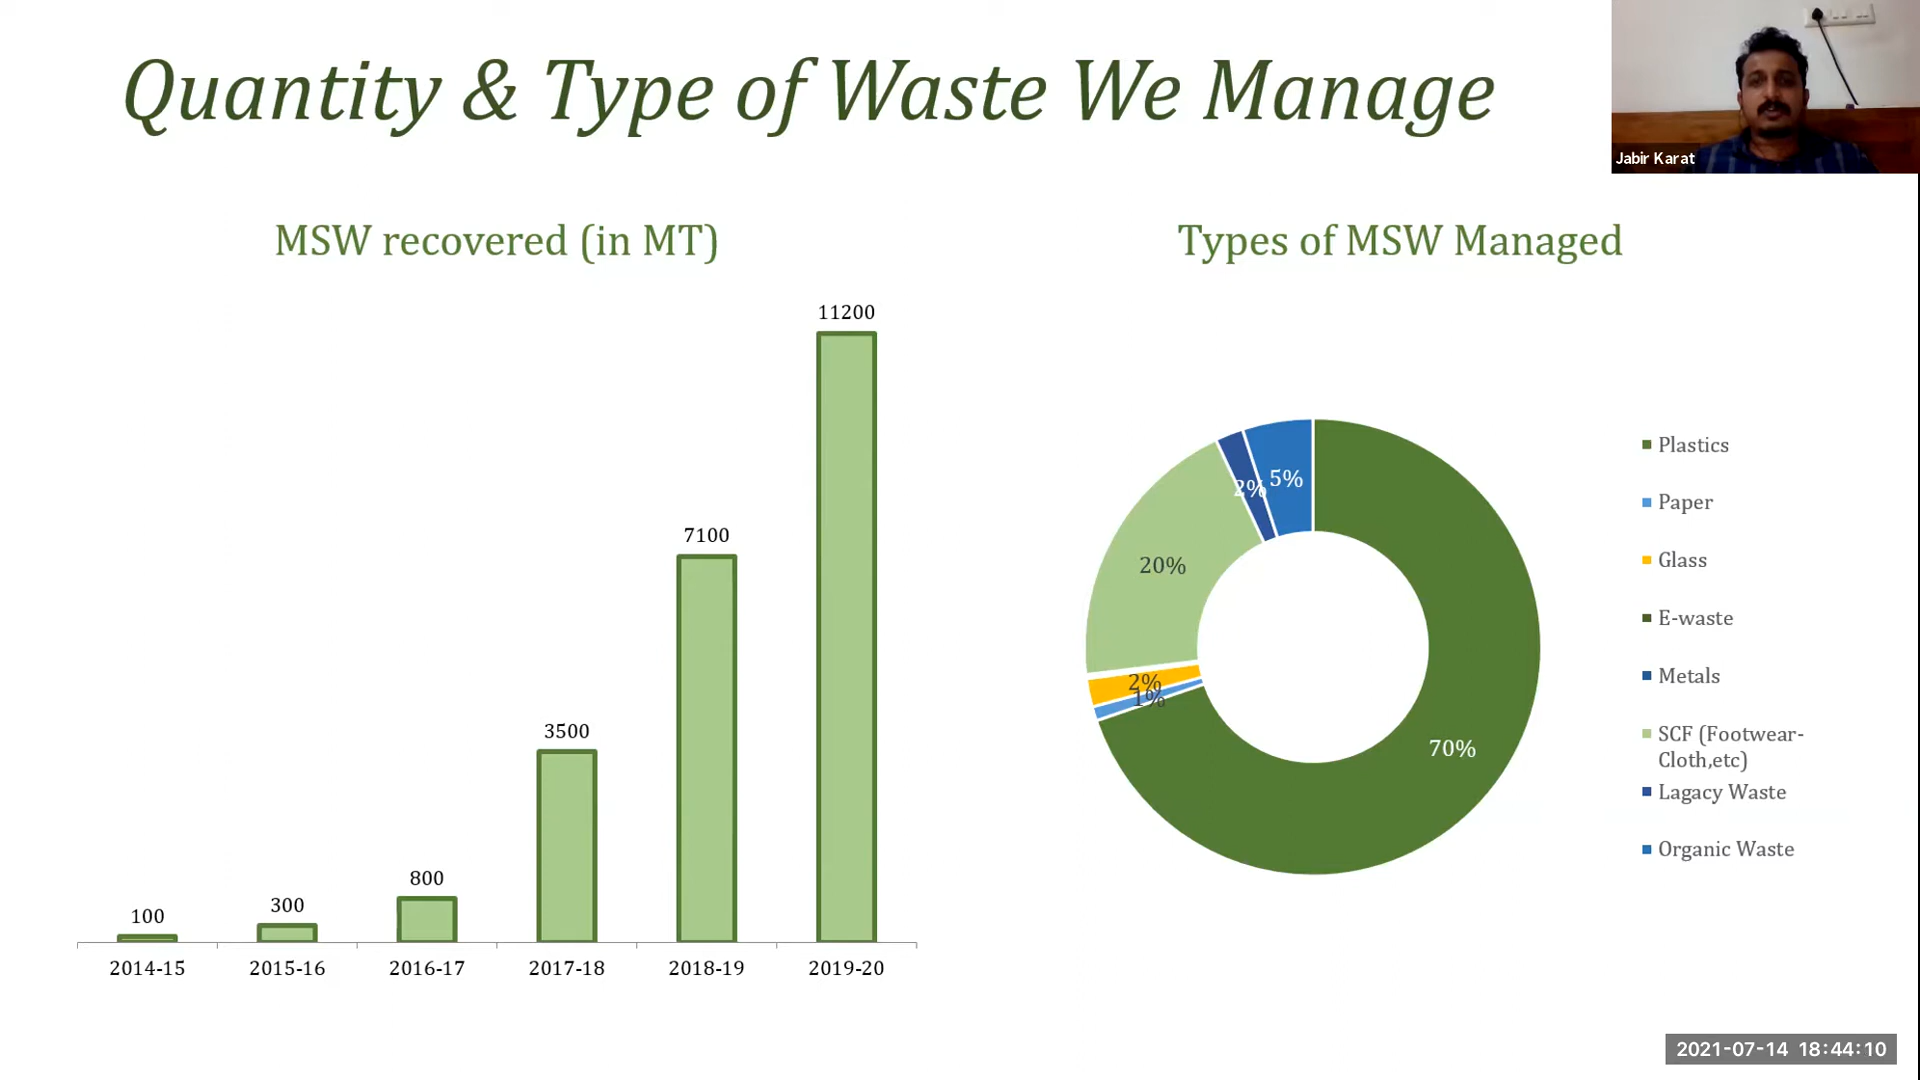 Quantity & Type of Waste We Manage
Jabir Karat
MSW recovered (in MT)
11200
7100
3500
800
300
100
2014-15
2015-16
2016-17
2017-18
2018-19
2019-20
Types of MSW Managed
5%
2%
20%
2%
1%
70%
Plastics
Paper
Glass
E-waste
Metals
SCF (Footwear-
Cloth,etc)
Lagacy Waste
Organic Waste
2021-07-14 18:44:10